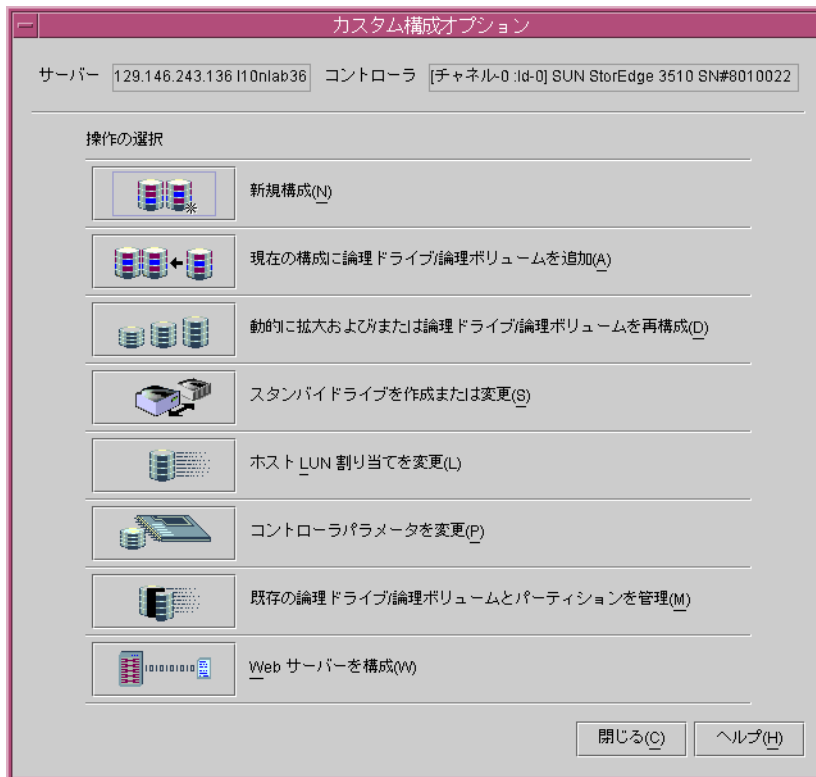 カスタム構成オプション
サーバー 129.146.243.136 l10nlab36 コントローラ [チャネル-0 :Id-0] SUN StorEdge 3510 SN#8010022
操作の選択
新規構成(N)
現在の構成に論理ドライブ/論理ボリュームを追加(A)
動的に拡大および/または論理ドライブ/論理ボリュームを再構成(D)
スタンバイドライブを作成または変更(S)
ホスト LUN 割り当てを変更(L)
コントローラパラメータを変更(P)
既存の論理ドライブ/論理ボリュームとパーティションを管理(M)
Web サーバーを構成(W)
閉じる(C) ヘルプ(H)